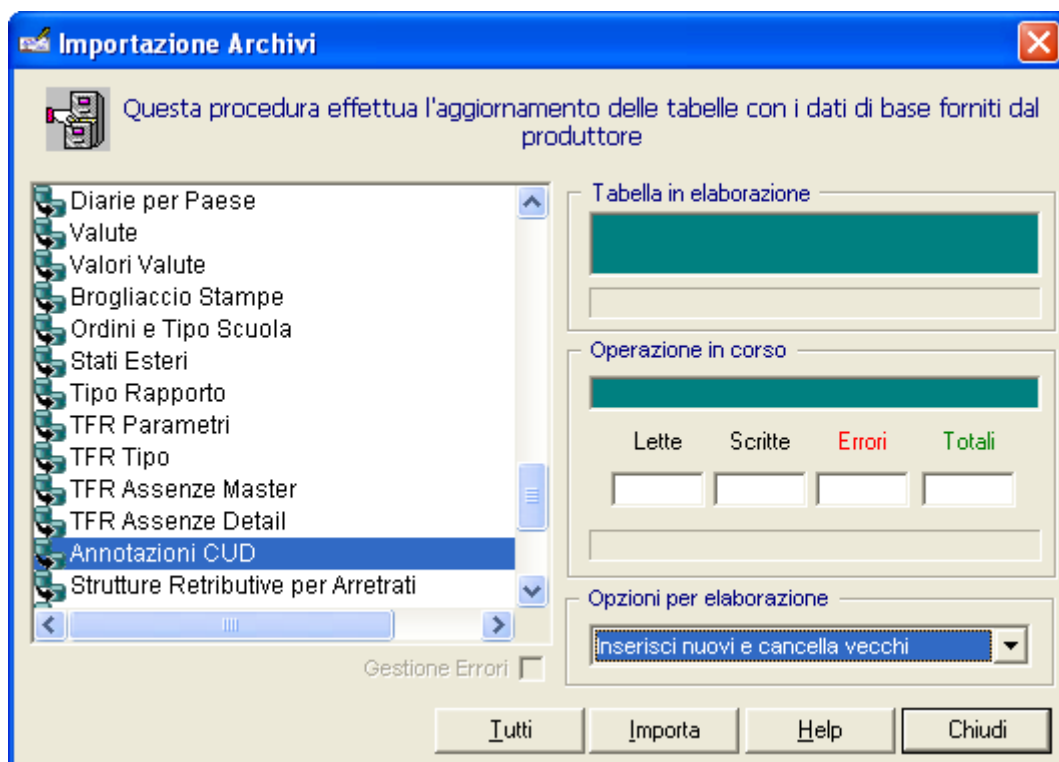 Importazione Archivi
Questa procedura effettua l'aggiornamento delle tabelle con i dati di base forniti dal
produttore
Diarie per Paese
Valute
Valori Valute
Brogliaccio Stampe
Ordini e Tipo Scuola
Stati Esteri
Tipo Rapporto
TFR Parametri
TFR Tipo
TFR Assenze Master
TFR Assenze Detail
Annotazioni CUD
Strutture Retributive per Arretrati
Gestione Errori
Tabella in elaborazione
Operazione in corso
Lette Scritte Errori Totali
Opzioni per elaborazione
Inserisci nuovi e cancella vecchi
Tutti Importa Help Chiudi